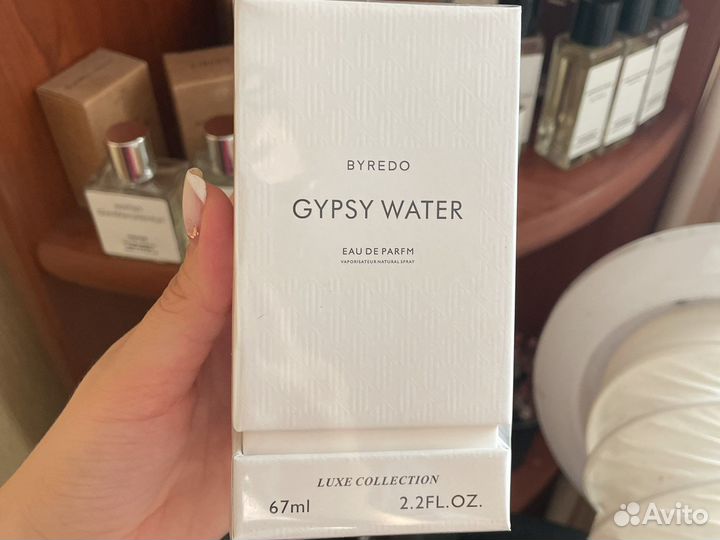 BYREDO
GYPSY WATER
EAU DE PARFM
VAPORISATEUR NATURAL SPRAY
LUXE COLLECTION
67ml 2.2FL.OZ.
Avito